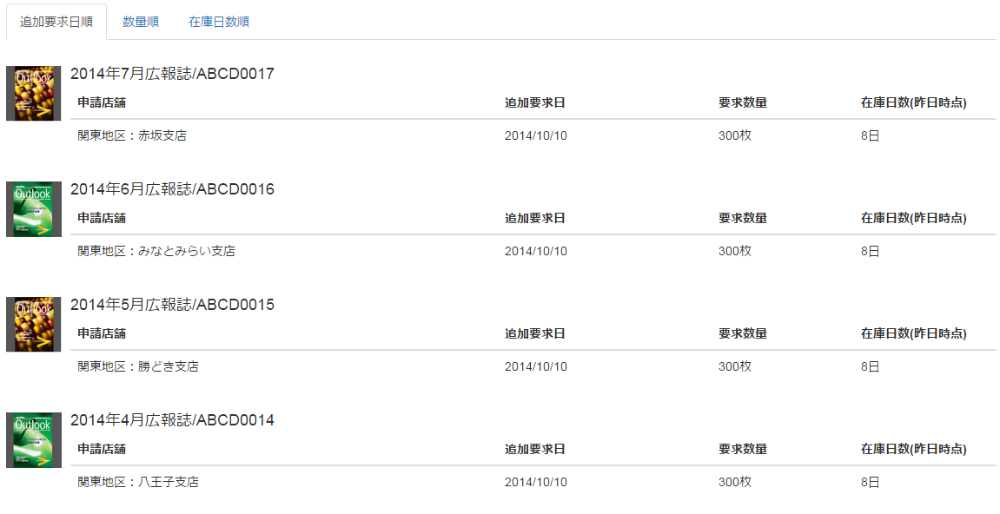 追加要求日順 数量順 在庫日数順
2014年7月広報誌/ABCD0017
Outlook
申請店舗 追加要求日 要求数量 在庫日数(昨日時点)
関東地区：赤坂支店 2014/10/10 300枚 8日
2014年6月広報誌/ABCD0016
Outlook
申請店舗 追加要求日 要求数量 在庫日数(昨日時点)
関東地区：みなとみらい支店 2014/10/10 300枚 8日
2014年5月広報誌/ABCD0015
Outlook
申請店舗 追加要求日 要求数量 在庫日数(昨日時点)
関東地区：勝どき支店 2014/10/10 300枚 8日
2014年4月広報誌/ABCD0014
Outlook
申請店舗 追加要求日 要求数量 在庫日数(昨日時点)
関東地区：八王子支店 2014/10/10 300枚 8日